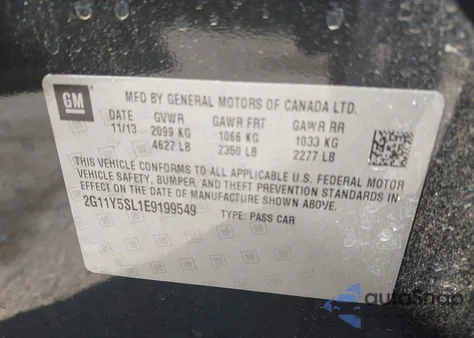 GM
MFD BY GENERAL MOTORS OF CANADA LTD.
DATE GVWR GAWR FRT GAWR RR
11/13 2099 KG 1066 KG 1033 KG
4627 LB 2350 LB 2277 LB
THIS VEHICLE CONFORMS TO ALL APPLICABLE U.S. FEDERAL MOTOR
VEHICLE SAFETY, BUMPER, AND THEFT PREVENTION STANDARDS IN
EFFECT ON THE DATE OF MANUFACTURE SHOWN ABOVE.
2G11Y5SL1E9199549 TYPE: PASS CAR
autoSnap